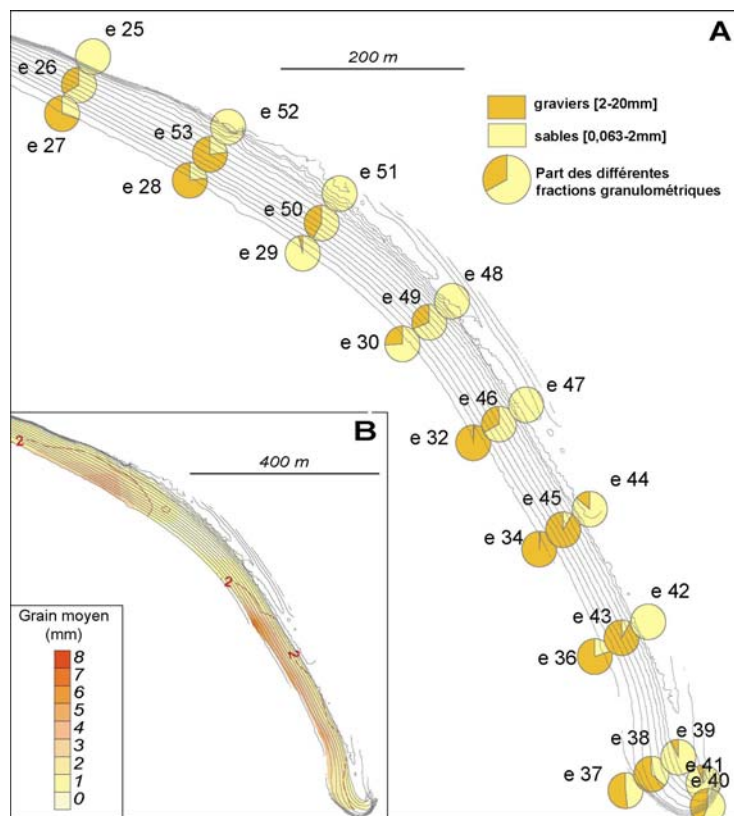 A
200 m
graviers [2-20mm]
sables [0,063-2mm]
Part des différentes
fractions granulométriques
e 25
e 26
e 27
e 52
e 53
e 28
e 51
e 50
e 29
e 48
e 49
e 30
e 47
e 46
e 32
e 44
e 45
e 34
e 42
e 43
e 36
e 39
e 38
e 41
e 37
e 40
B
400 m
2
2
2
Grain moyen
(mm)
8
7
6
5
4
3
2
1
0